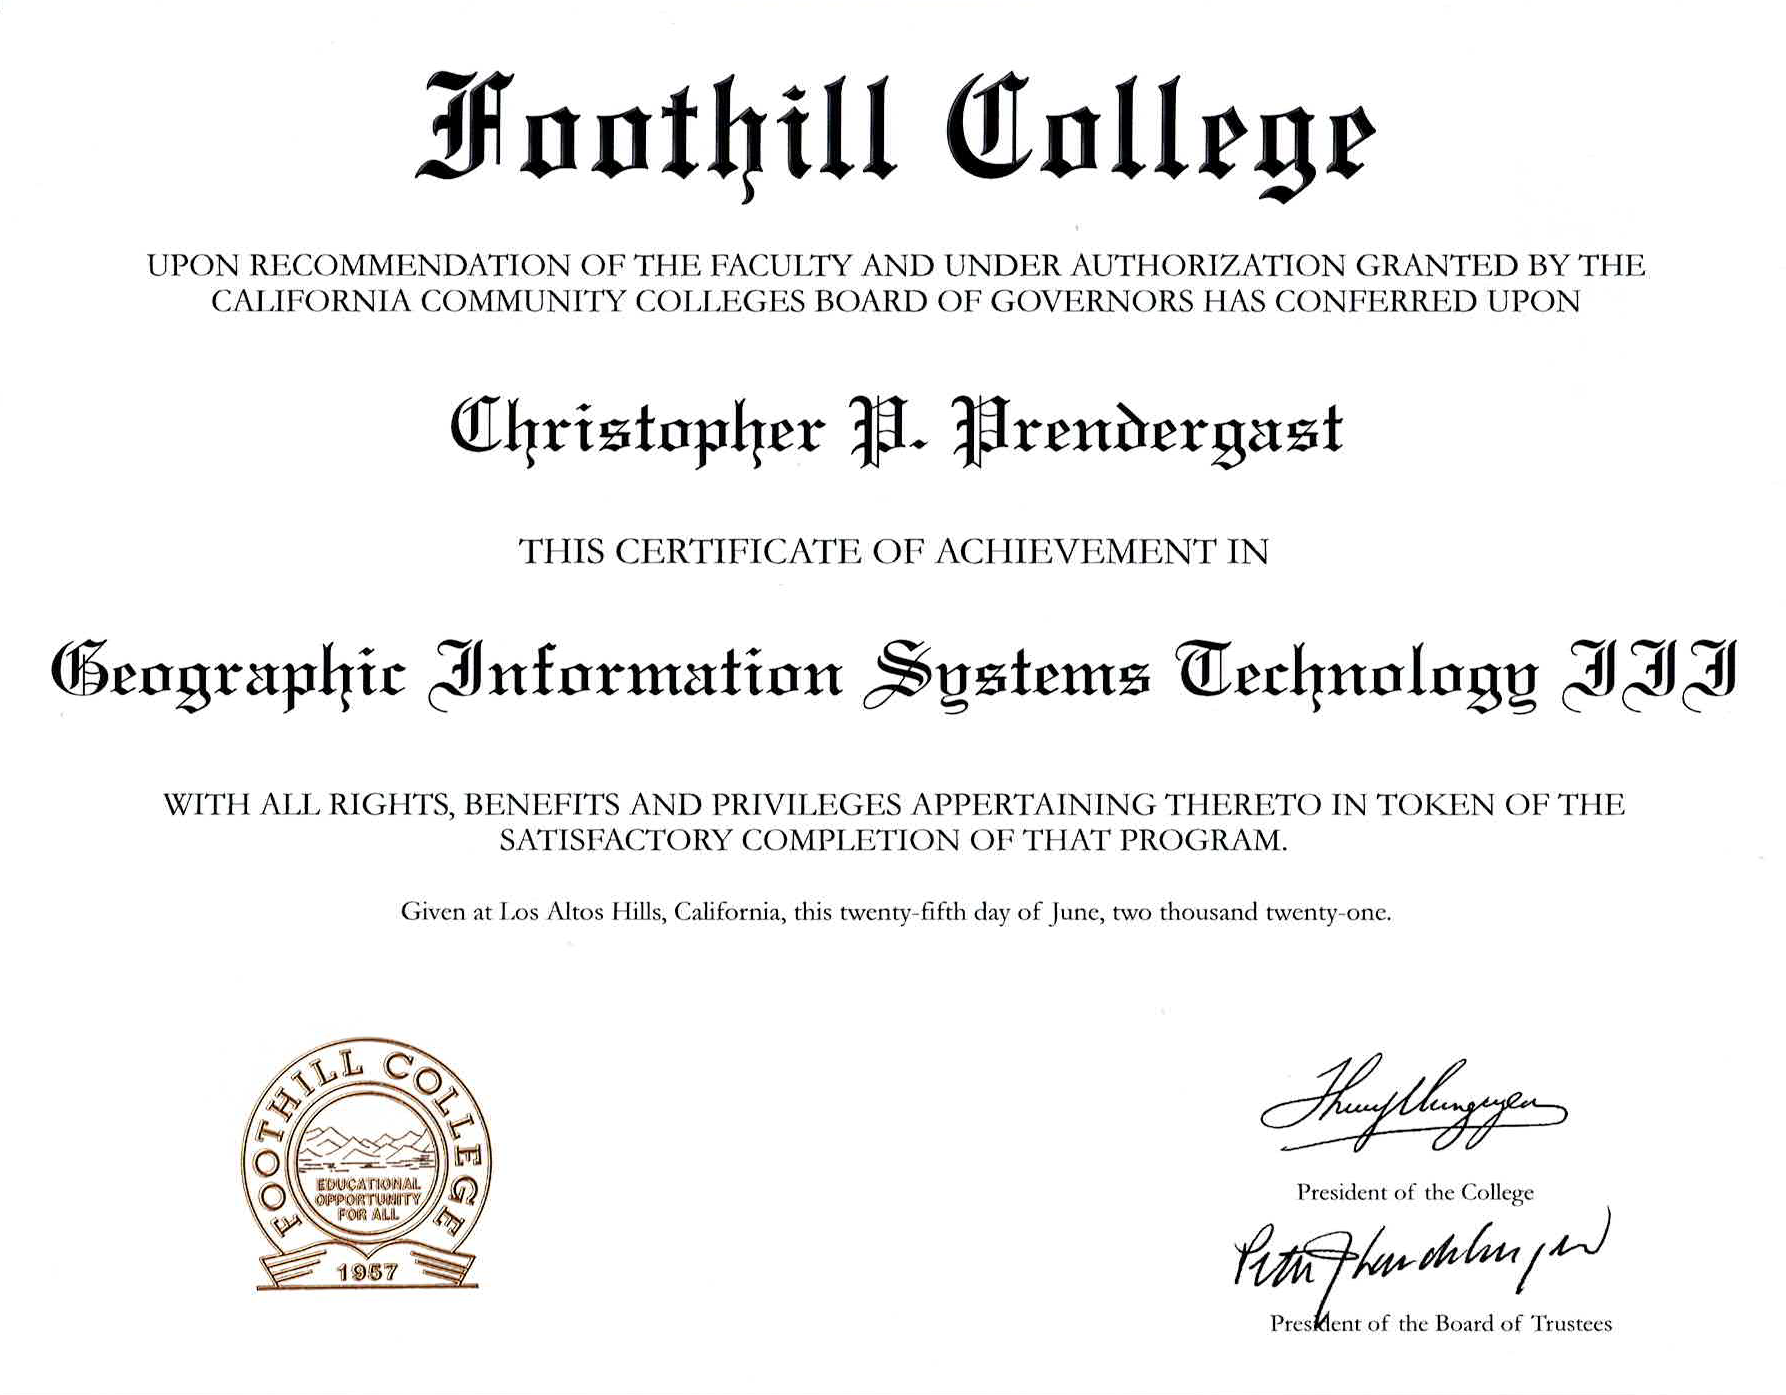 Foothill College
UPON RECOMMENDATION OF THE FACULTY AND UNDER AUTHORIZATION GRANTED BY THE
CALIFORNIA COMMUNITY COLLEGES BOARD OF GOVERNORS HAS CONFERRED UPON
Christopher P. Prendergast
THIS CERTIFICATE OF ACHIEVEMENT IN
Geographic Information Systems Technology III
WITH ALL RIGHTS, BENEFITS AND PRIVILEGES APPERTAINING THERETO IN TOKEN OF THE
SATISFACTORY COMPLETION OF THAT PROGRAM.
Given at Los Altos Hills, California, this twenty-fifth day of June, two thousand twenty-one.
FOOTHILL COLLEGE
EDUCATIONAL
OPPORTUNITY
FOR ALL
1957
President of the College
President of the Board of Trustees